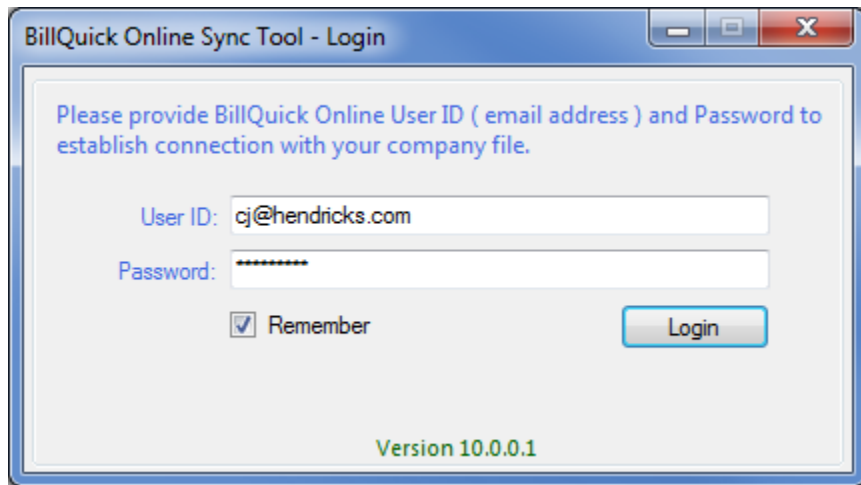 BillQuick Online Sync Tool - Login
Please provide BillQuick Online User ID ( email address ) and Password to
establish connection with your company file.
User ID: cj@hendricks.com
Password: *********
Remember Login
Version 10.0.0.1